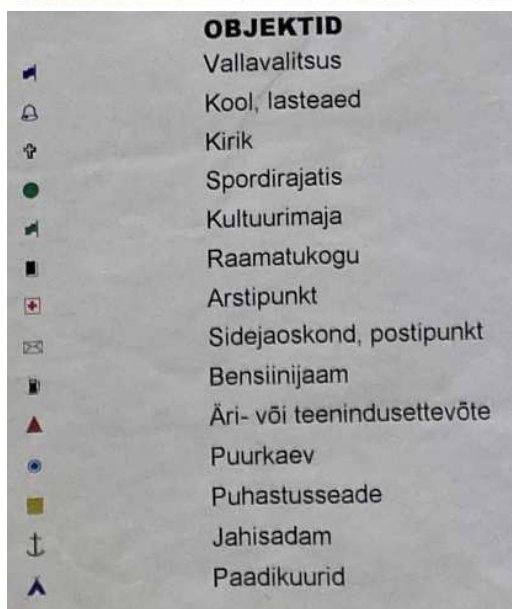 OBJEKTID
Vallavalitsus
Kool, lasteaed
Kirik
Spordirajatis
Kultuurimaja
Raamatukogu
Arstipunkt
Sidejaoskond, postipunkt
Bensiinijaam
Äri- või teenindusettevõte
Puurkaev
Puhastusseade
Jahisadam
Paadikuurid